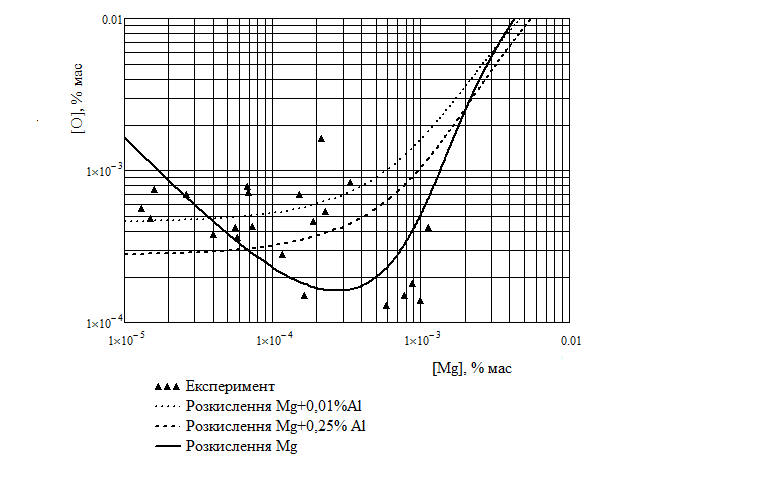 0.01
[O], % мас
1×10⁻³
1×10⁻⁴
1×10⁻⁵
1×10⁻⁴
1×10⁻³
0.01
[Mg], % мас
Експеримент
Розкислення Mg+0,01%Al
Розкислення Mg+0,25% Al
Розкислення Mg